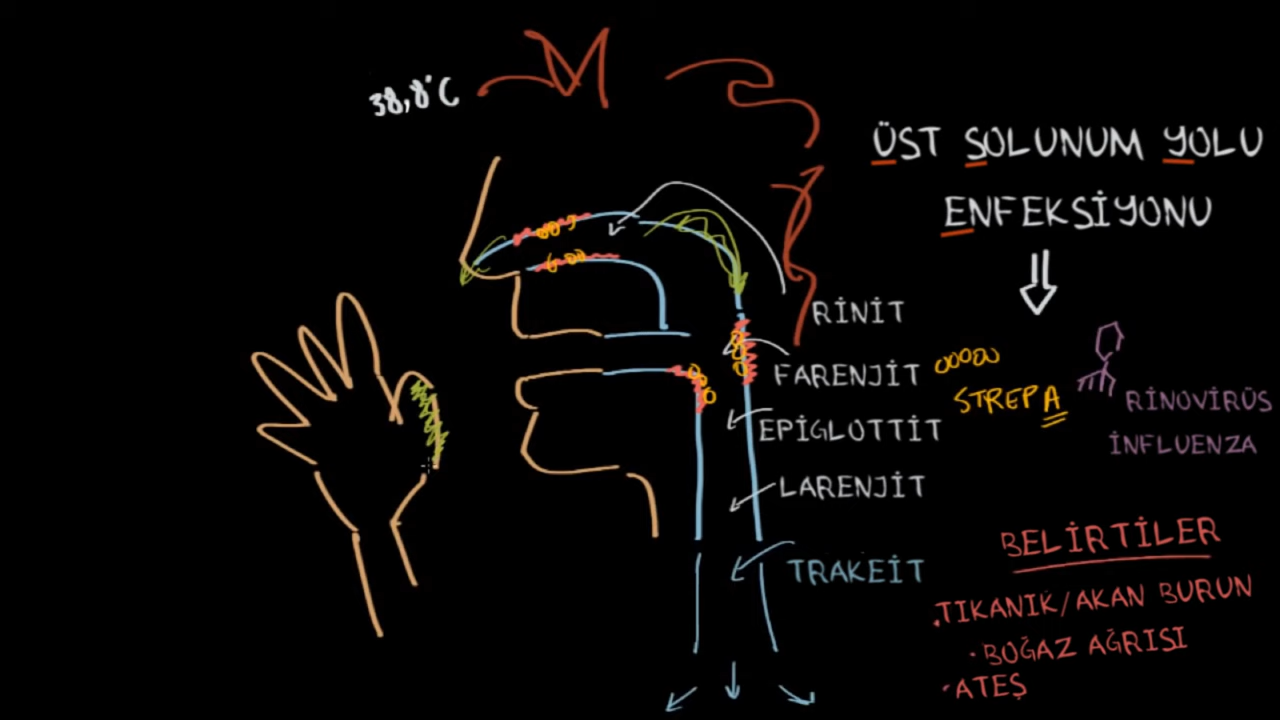 38,8°C
ÜST SOLUNUM YOLU
ENFEKSİYONU
RİNİT
FARENJİT
STREP A
RİNOVİRÜS
İNFLUENZA
EPİGLOTTİT
LARENJİT
TRAKEİT
BELİRTİLER
.TIKANIK/AKAN BURUN
·BOĞAZ AĞRISI
·ATEŞ